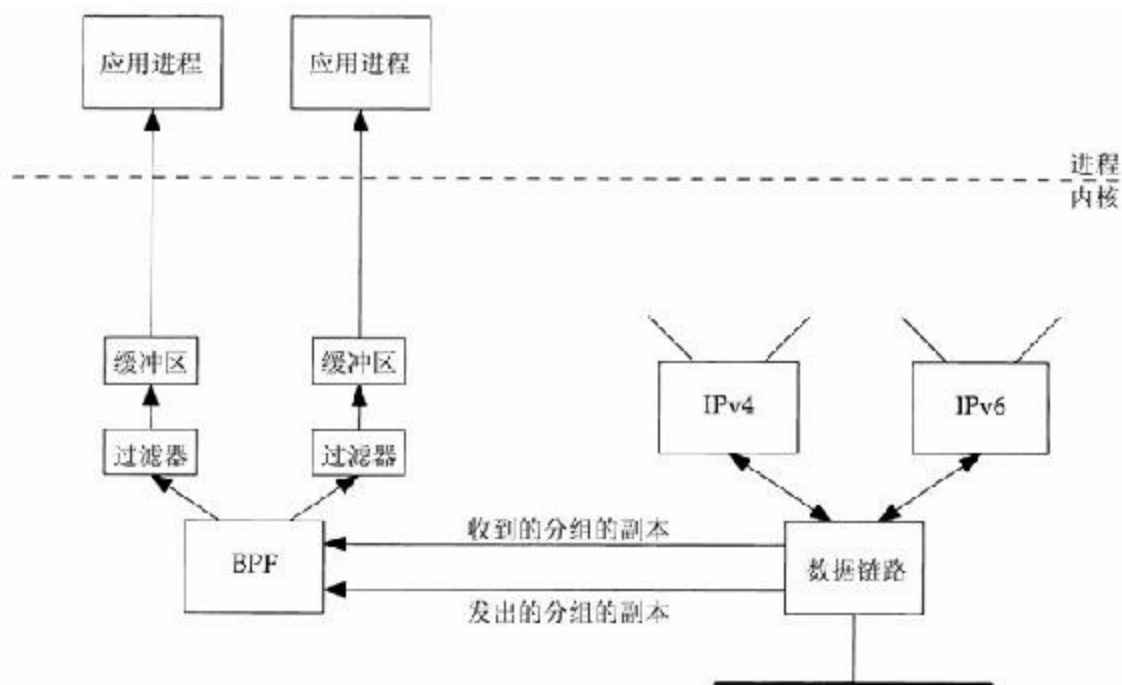 应用进程
应用进程
进程
内核
缓冲区
缓冲区
IPv4
IPv6
过滤器
过滤器
收到的分组的副本
BPF
数据链路
发出的分组的副本